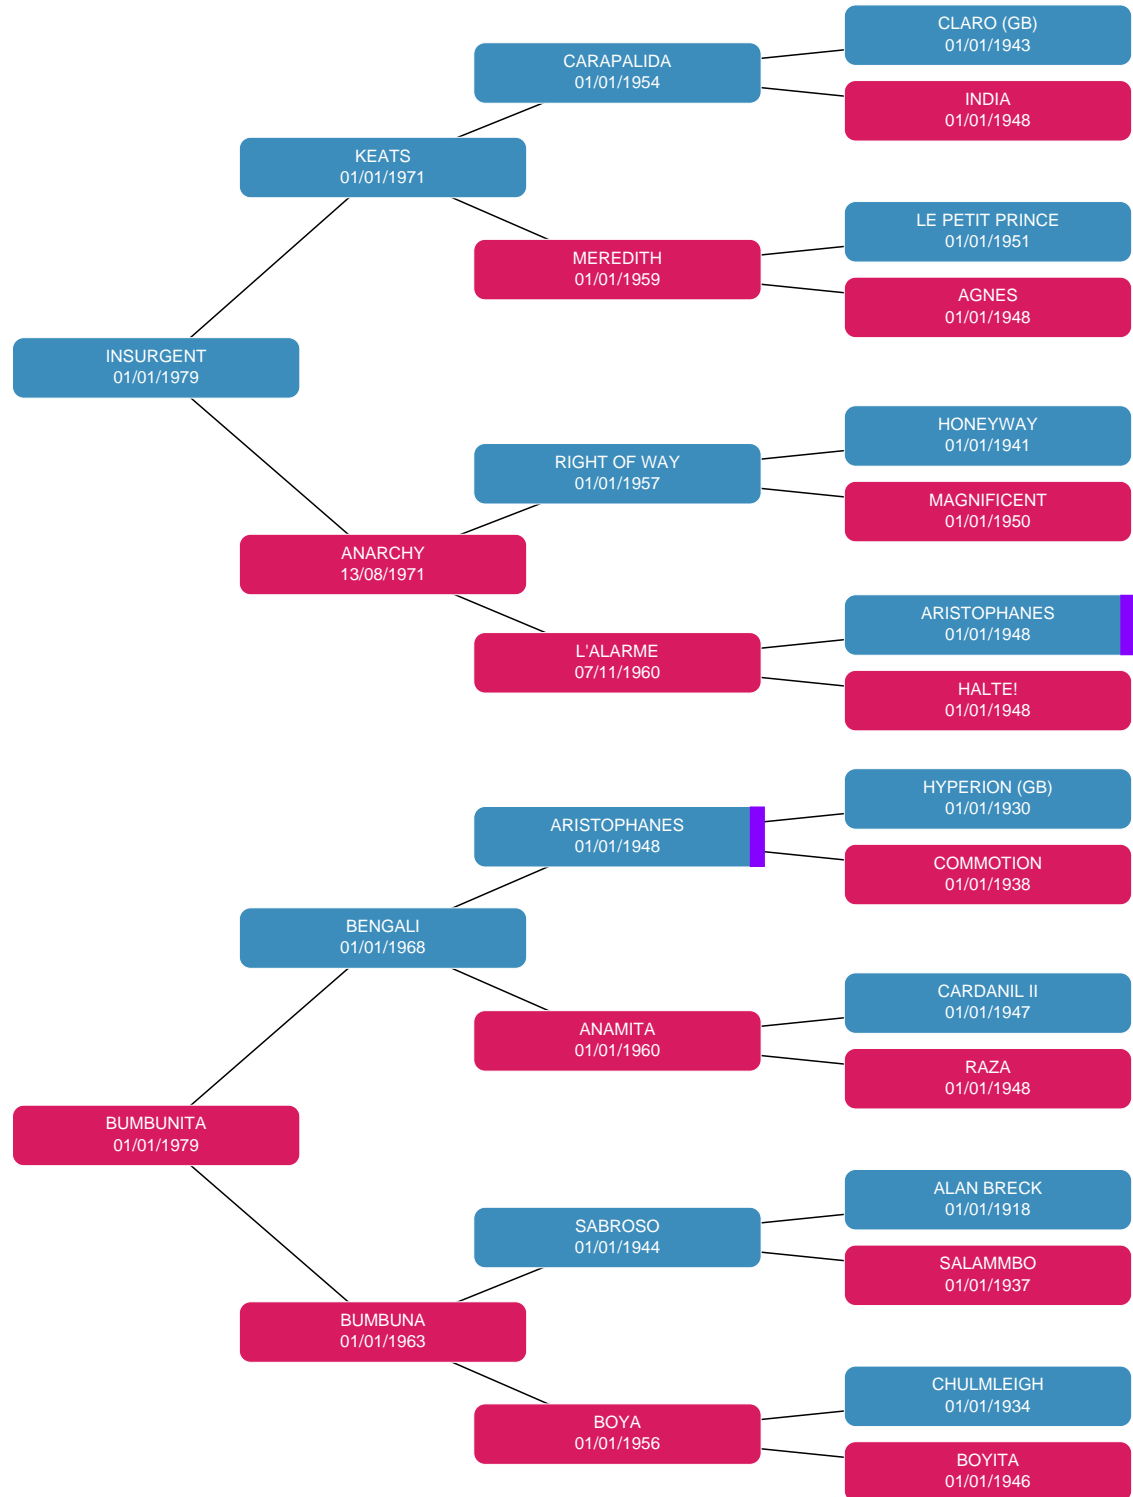 CLARO (GB)
01/01/1943
CARAPALIDA
01/01/1954
INDIA
01/01/1948
KEATS
01/01/1971
LE PETIT PRINCE
01/01/1951
MEREDITH
01/01/1959
AGNES
01/01/1948
INSURGENT
01/01/1979
HONEYWAY
01/01/1941
RIGHT OF WAY
01/01/1957
MAGNIFICENT
01/01/1950
ANARCHY
13/08/1971
ARISTOPHANES
01/01/1948
L'ALARME
07/11/1960
HALTE!
01/01/1948
HYPERION (GB)
01/01/1930
ARISTOPHANES
01/01/1948
COMMOTION
01/01/1938
BENGALI
01/01/1968
CARDANIL II
01/01/1947
ANAMITA
01/01/1960
RAZA
01/01/1948
BUMBUNITA
01/01/1979
ALAN BRECK
01/01/1918
SABROSO
01/01/1944
SALAMMBO
01/01/1937
BUMBUNA
01/01/1963
CHULMLEIGH
01/01/1934
BOYA
01/01/1956
BOYITA
01/01/1946